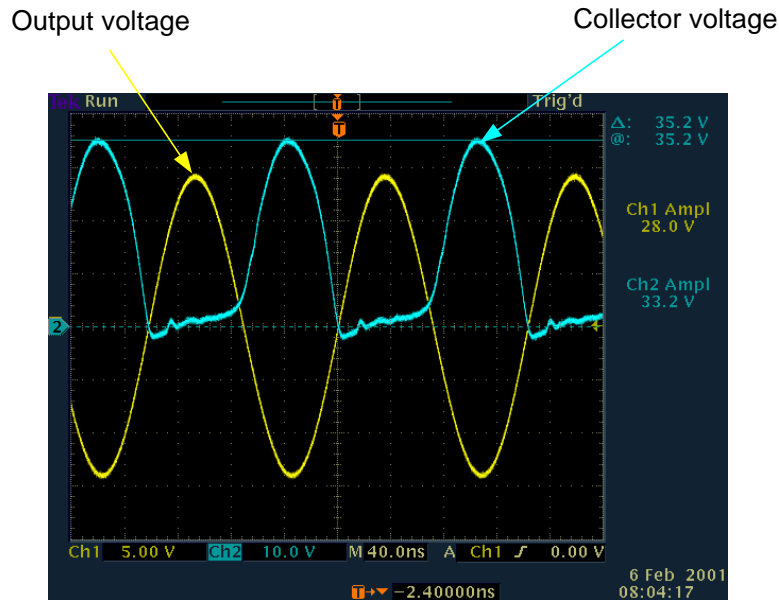 Output voltage
Collector voltage
Tek Run
Trig'd
T
T
Δ: 35.2 V
@: 35.2 V
Ch1 Ampl
28.0 V
Ch2 Ampl
33.2 V
2
Ch1 5.00 V Ch2 10.0 V M 40.0ns A Ch1 ƒ 0.00 V
T→▼ -2.40000ns
6 Feb 2001
08:04:17